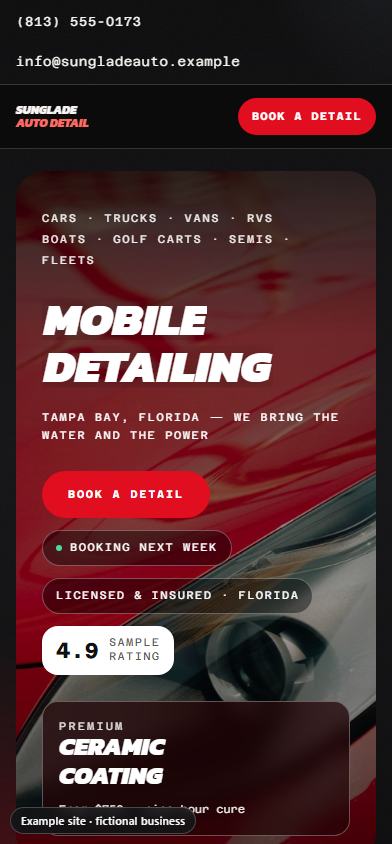 (813) 555-0173
info@sungladeauto.example
SUNGLADE
AUTO DETAIL
BOOK A DETAIL
CARS · TRUCKS · VANS · RVS
BOATS · GOLF CARTS · SEMIS ·
FLEETS
MOBILE
DETAILING
TAMPA BAY, FLORIDA — WE BRING THE
WATER AND THE POWER
BOOK A DETAIL
BOOKING NEXT WEEK
LICENSED & INSURED · FLORIDA
4.9
SAMPLE
RATING
PREMIUM
CERAMIC
COATING
hour cure
Example site · fictional business